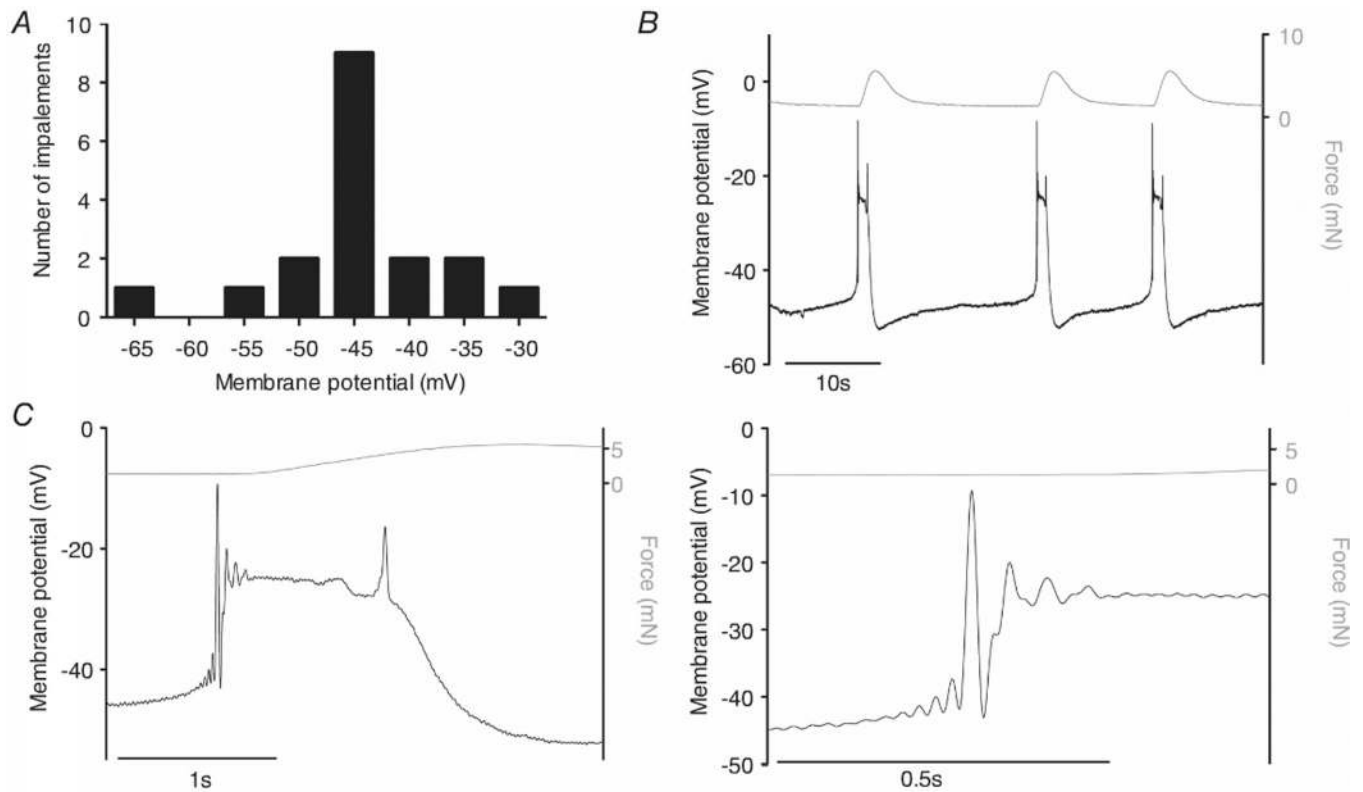 A
Number of impalements
10
8
6
4
2
0
-65 -60 -55 -50 -45 -40 -35 -30
Membrane potential (mV)
B
Membrane potential (mV)
0
-20
-40
-60
10
0
Force (mN)
10s
C
Membrane potential (mV)
0
-20
-40
5
0
Force (mN)
1s
Membrane potential (mV)
0
-10
-20
-30
-40
-50
5
0
Force (mN)
0.5s